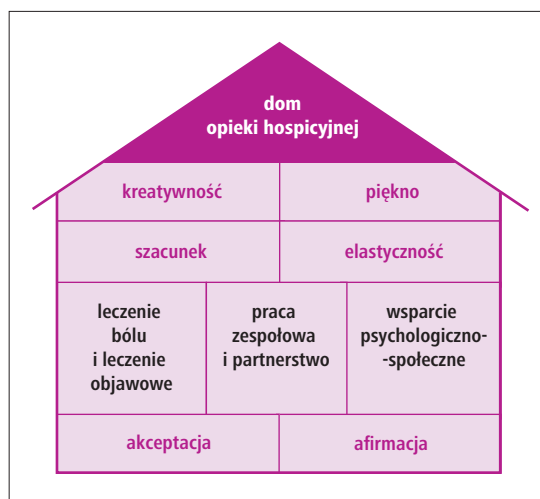 dom
opieki hospicyjnej
kreatywność
piękno
szacunek
elastyczność
leczenie
bólu
i leczenie
objawowe
praca
zespołowa
i partnerstwo
wsparcie
psychologiczno-
-społeczne
akceptacja
afirmacja